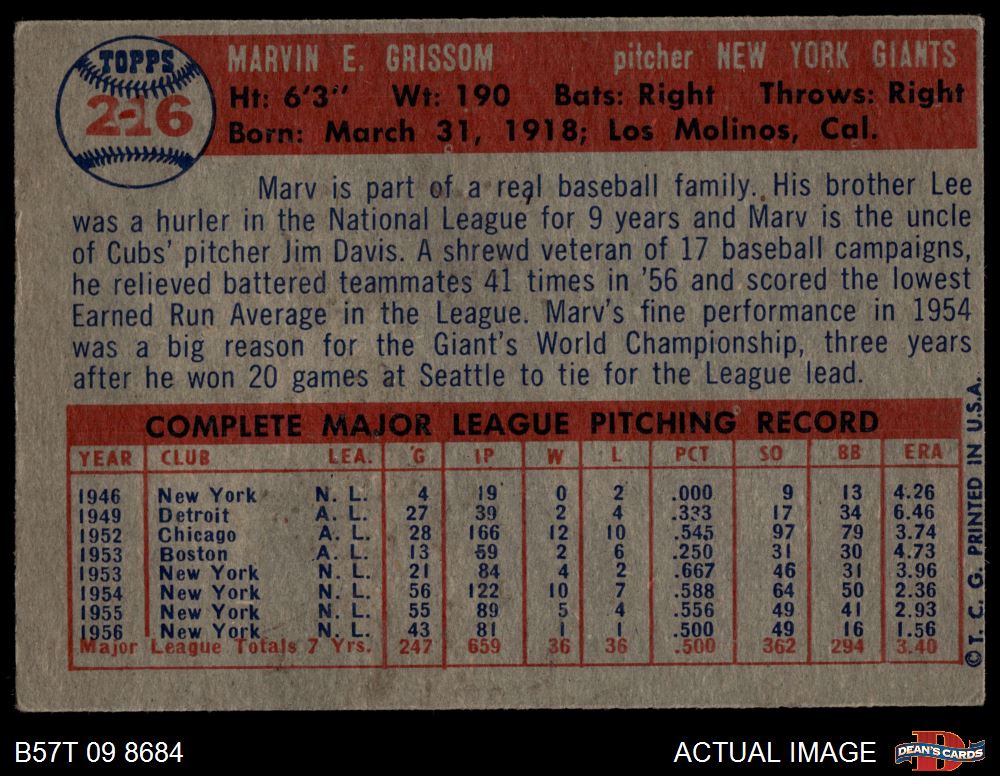 TOPPS
216
MARVIN E. GRISSOM pitcher NEW YORK GIANTS
Ht: 6'3" Wt: 190 Bats: Right Throws: Right
Born: March 31, 1918; Los Molinos, Cal.
Marv is part of a real baseball family. His brother Lee
was a hurler in the National League for 9 years and Marv is the uncle
of Cubs' pitcher Jim Davis. A shrewd veteran of 17 baseball campaigns,
he relieved battered teammates 41 times in '56 and scored the lowest
Earned Run Average in the League. Marv's fine performance in 1954
was a big reason for the Giant's World Championship, three years
after he won 20 games at Seattle to tie for the League lead.
COMPLETE MAJOR LEAGUE PITCHING RECORD
YEAR CLUB LEA. G IP W L PCT SO BB ERA
1946 New York N. L. 4 19 0 2 .000 9 13 4.26
1949 Detroit A. L. 27 39 2 4 .333 17 34 6.46
1952 Chicago A. L. 28 166 12 10 .545 97 79 3.74
1953 Boston A. L. 13 59 2 6 .250 31 30 4.73
1953 New York N. L. 21 84 4 2 .667 46 31 3.96
1954 New York N. L. 56 122 10 7 .588 64 50 2.36
1955 New York N. L. 55 89 5 4 .556 49 41 2.93
1956 New York N. L. 43 81 1 1 .500 49 16 1.56
Major League Totals 7 Yrs. 247 659 36 36 .500 362 294 3.40
© T. C. G. PRINTED IN U.S.A.
B57T 09 8684 ACTUAL IMAGE
DEAN'S CARDS